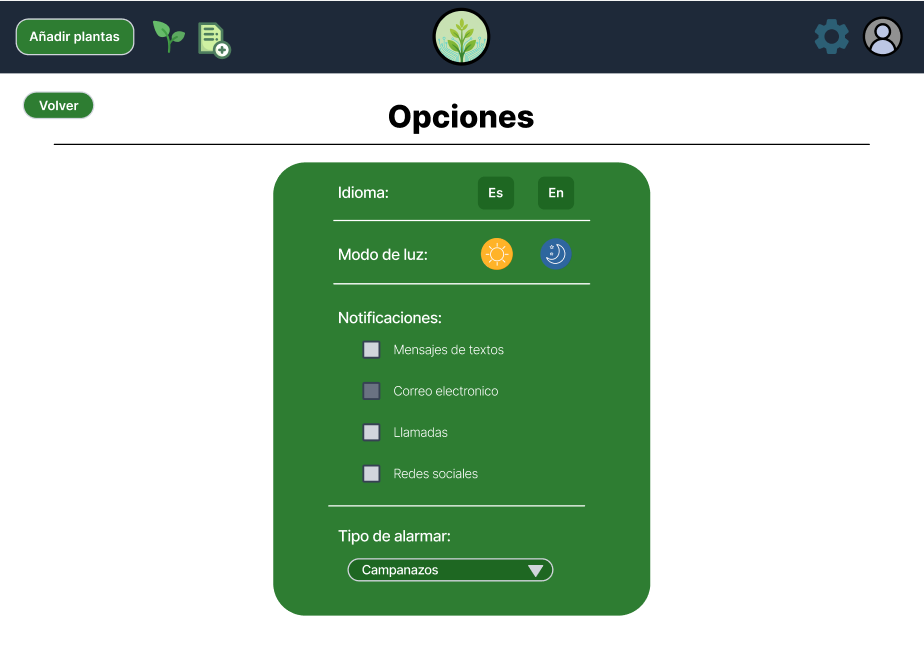 Añadir plantas
Volver
Opciones
Idioma:
Es
En
Modo de luz:
Notificaciones:
Mensajes de textos
Correo electronico
Llamadas
Redes sociales
Tipo de alarmar:
Campanazos